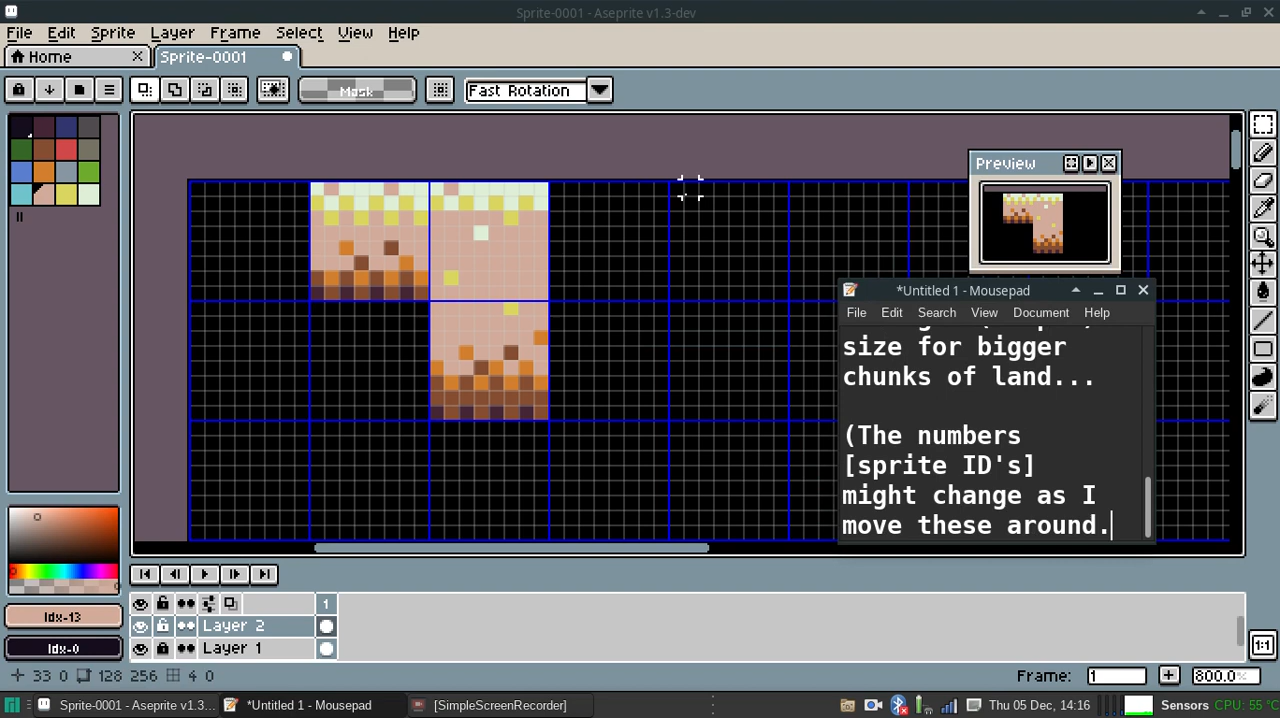 Sprite-0001 - Aseprite v1.3-dev
File Edit Sprite Layer Frame Select View Help
Home Sprite-0001
Mask Fast Rotation
Preview
*Untitled 1 - Mousepad
File Edit Search View Document Help
size for bigger
chunks of land...
(The numbers
[sprite ID's]
might change as I
move these around.
1
Idx-13
Layer 2
Idx-0
Layer 1
1:1
33 0 128 256 4 0 Frame: 1 800.0
Sprite-0001 - Aseprite v1.3... *Untitled 1 - Mousepad [SimpleScreenRecorder] Thu 05 Dec, 14:16 Sensors CPU: 55 °C